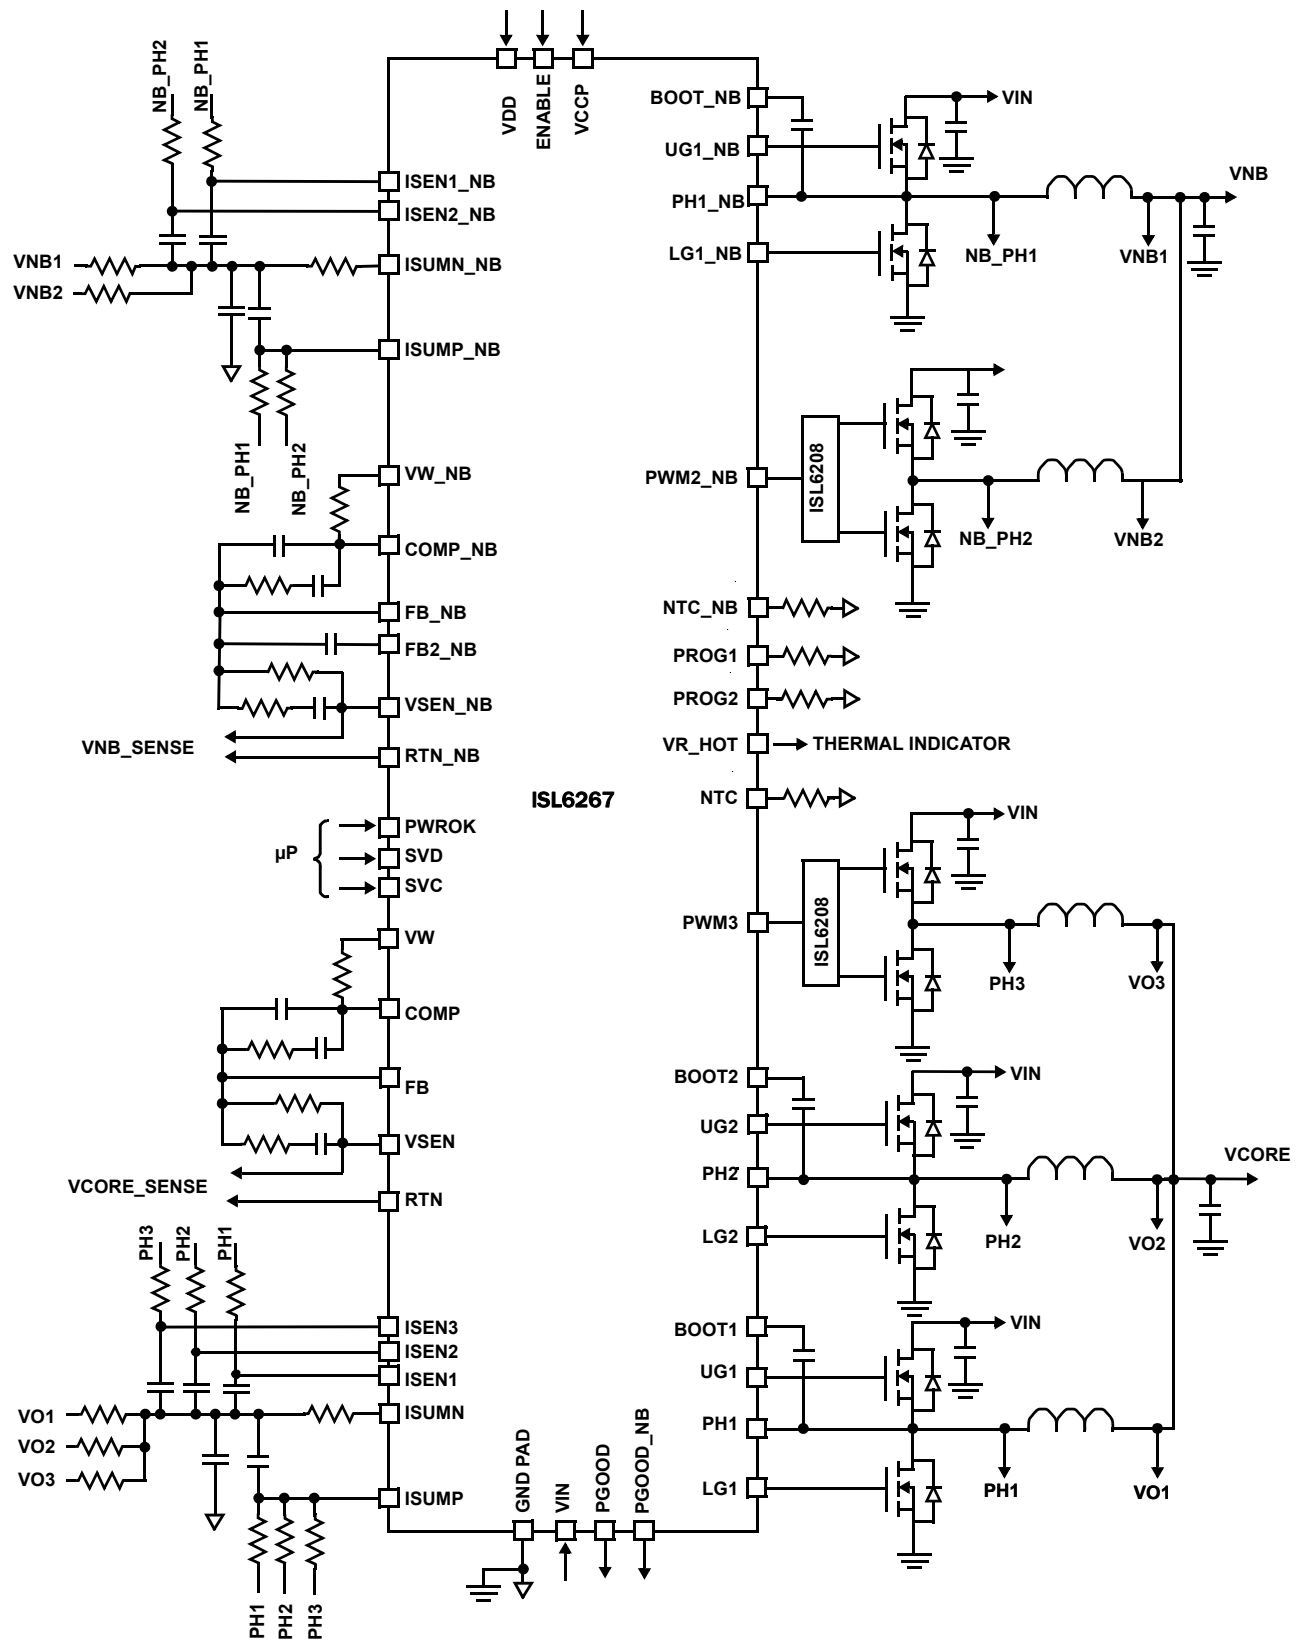 NB_PH2
NB_PH1
VDD
ENABLE
VCCP
ISEN1_NB
ISEN2_NB
VNB1
ISUMN_NB
VNB2
ISUMP_NB
NB_PH1
NB_PH2
VW_NB
COMP_NB
FB_NB
FB2_NB
VSEN_NB
VNB_SENSE
RTN_NB
µP
PWROK
SVD
SVC
VW
COMP
FB
VSEN
VCORE_SENSE
RTN
PH3
PH2
PH1
ISEN3
ISEN2
ISEN1
VO1
ISUMN
VO2
VO3
ISUMP
PH1
PH2
PH3
ISL6267
GND PAD
VIN
PGOOD
PGOOD_NB
BOOT_NB
VIN
UG1_NB
PH1_NB
VNB
LG1_NB
NB_PH1
VNB1
PWM2_NB
ISL6208
NB_PH2
VNB2
NTC_NB
PROG1
PROG2
VR_HOT
THERMAL INDICATOR
NTC
VIN
PWM3
ISL6208
PH3
VO3
BOOT2
VIN
UG2
PH2
VCORE
LG2
PH2
VO2
BOOT1
VIN
UG1
PH1
LG1
PH1
VO1